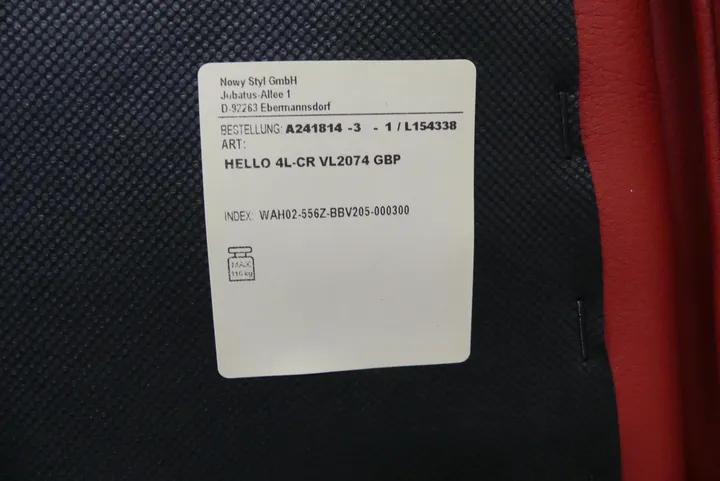 Nowy Styl GmbH
Jubatus-Allee 1
D-92263 Ebermannsdorf
BESTELLUNG: A241814 -3 - 1 / L154338
ART:
HELLO 4L-CR VL2074 GBP
INDEX: WAH02-556Z-BBV205-000300
MAX
110 kg